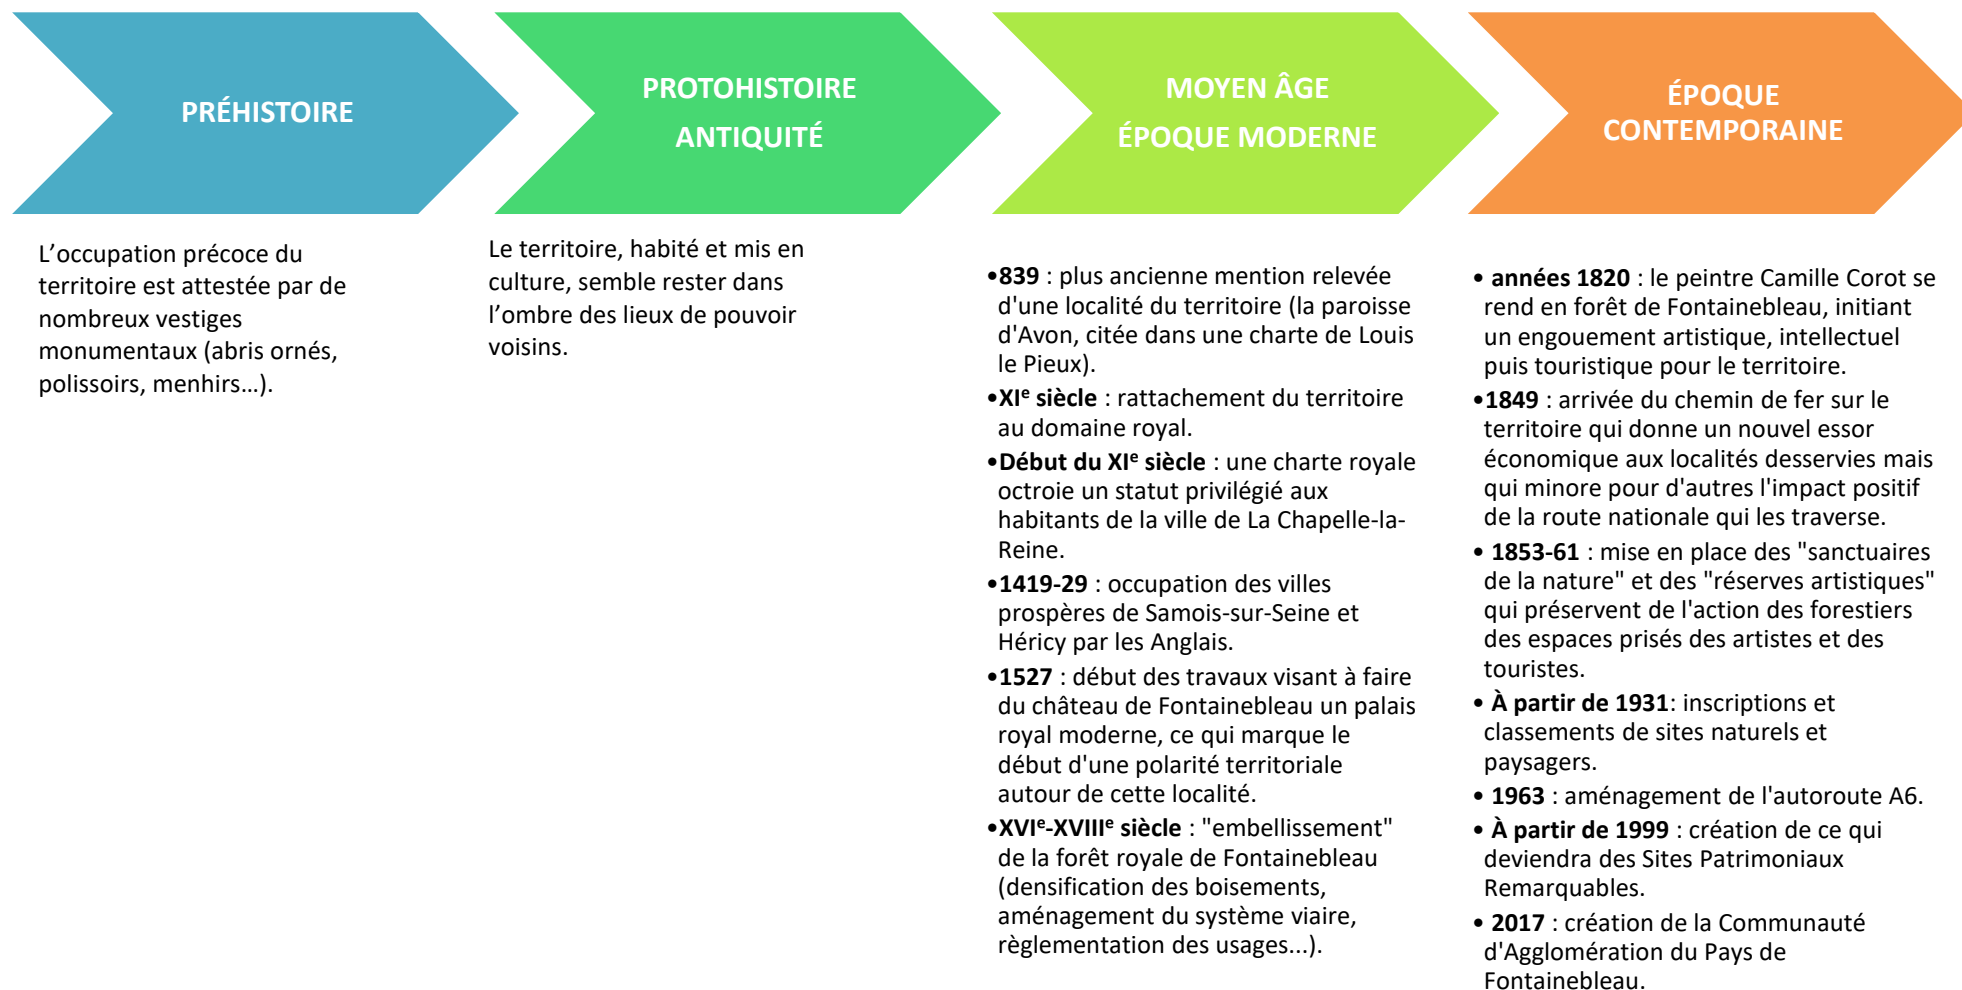 PRÉHISTOIRE
L’occupation précoce du
territoire est attestée par de
nombreux vestiges
monumentaux (abris ornés,
polissoirs, menhirs…).
PROTOHISTOIRE
ANTIQUITÉ
Le territoire, habité et mis en
culture, semble rester dans
l’ombre des lieux de pouvoir
voisins.
MOYEN ÂGE
ÉPOQUE MODERNE
•839 : plus ancienne mention relevée
d'une localité du territoire (la paroisse
d'Avon, citée dans une charte de Louis
le Pieux).
•XIe siècle : rattachement du territoire
au domaine royal.
•Début du XIe siècle : une charte royale
octroie un statut privilégié aux
habitants de la ville de La Chapelle-la-
Reine.
•1419-29 : occupation des villes
prospères de Samois-sur-Seine et
Héricy par les Anglais.
•1527 : début des travaux visant à faire
du château de Fontainebleau un palais
royal moderne, ce qui marque le
début d'une polarité territoriale
autour de cette localité.
•XVIe-XVIIIe siècle : "embellissement"
de la forêt royale de Fontainebleau
(densification des boisements,
aménagement du système viaire,
règlementation des usages...).
ÉPOQUE
CONTEMPORAINE
• années 1820 : le peintre Camille Corot se
rend en forêt de Fontainebleau, initiant
un engouement artistique, intellectuel
puis touristique pour le territoire.
•1849 : arrivée du chemin de fer sur le
territoire qui donne un nouvel essor
économique aux localités desservies mais
qui minore pour d'autres l'impact positif
de la route nationale qui les traverse.
• 1853-61 : mise en place des "sanctuaires
de la nature" et des "réserves artistiques"
qui préservent de l'action des forestiers
des espaces prisés des artistes et des
touristes.
• À partir de 1931: inscriptions et
classements de sites naturels et
paysagers.
• 1963 : aménagement de l'autoroute A6.
• À partir de 1999 : création de ce qui
deviendra des Sites Patrimoniaux
Remarquables.
• 2017 : création de la Communauté
d'Agglomération du Pays de
Fontainebleau.